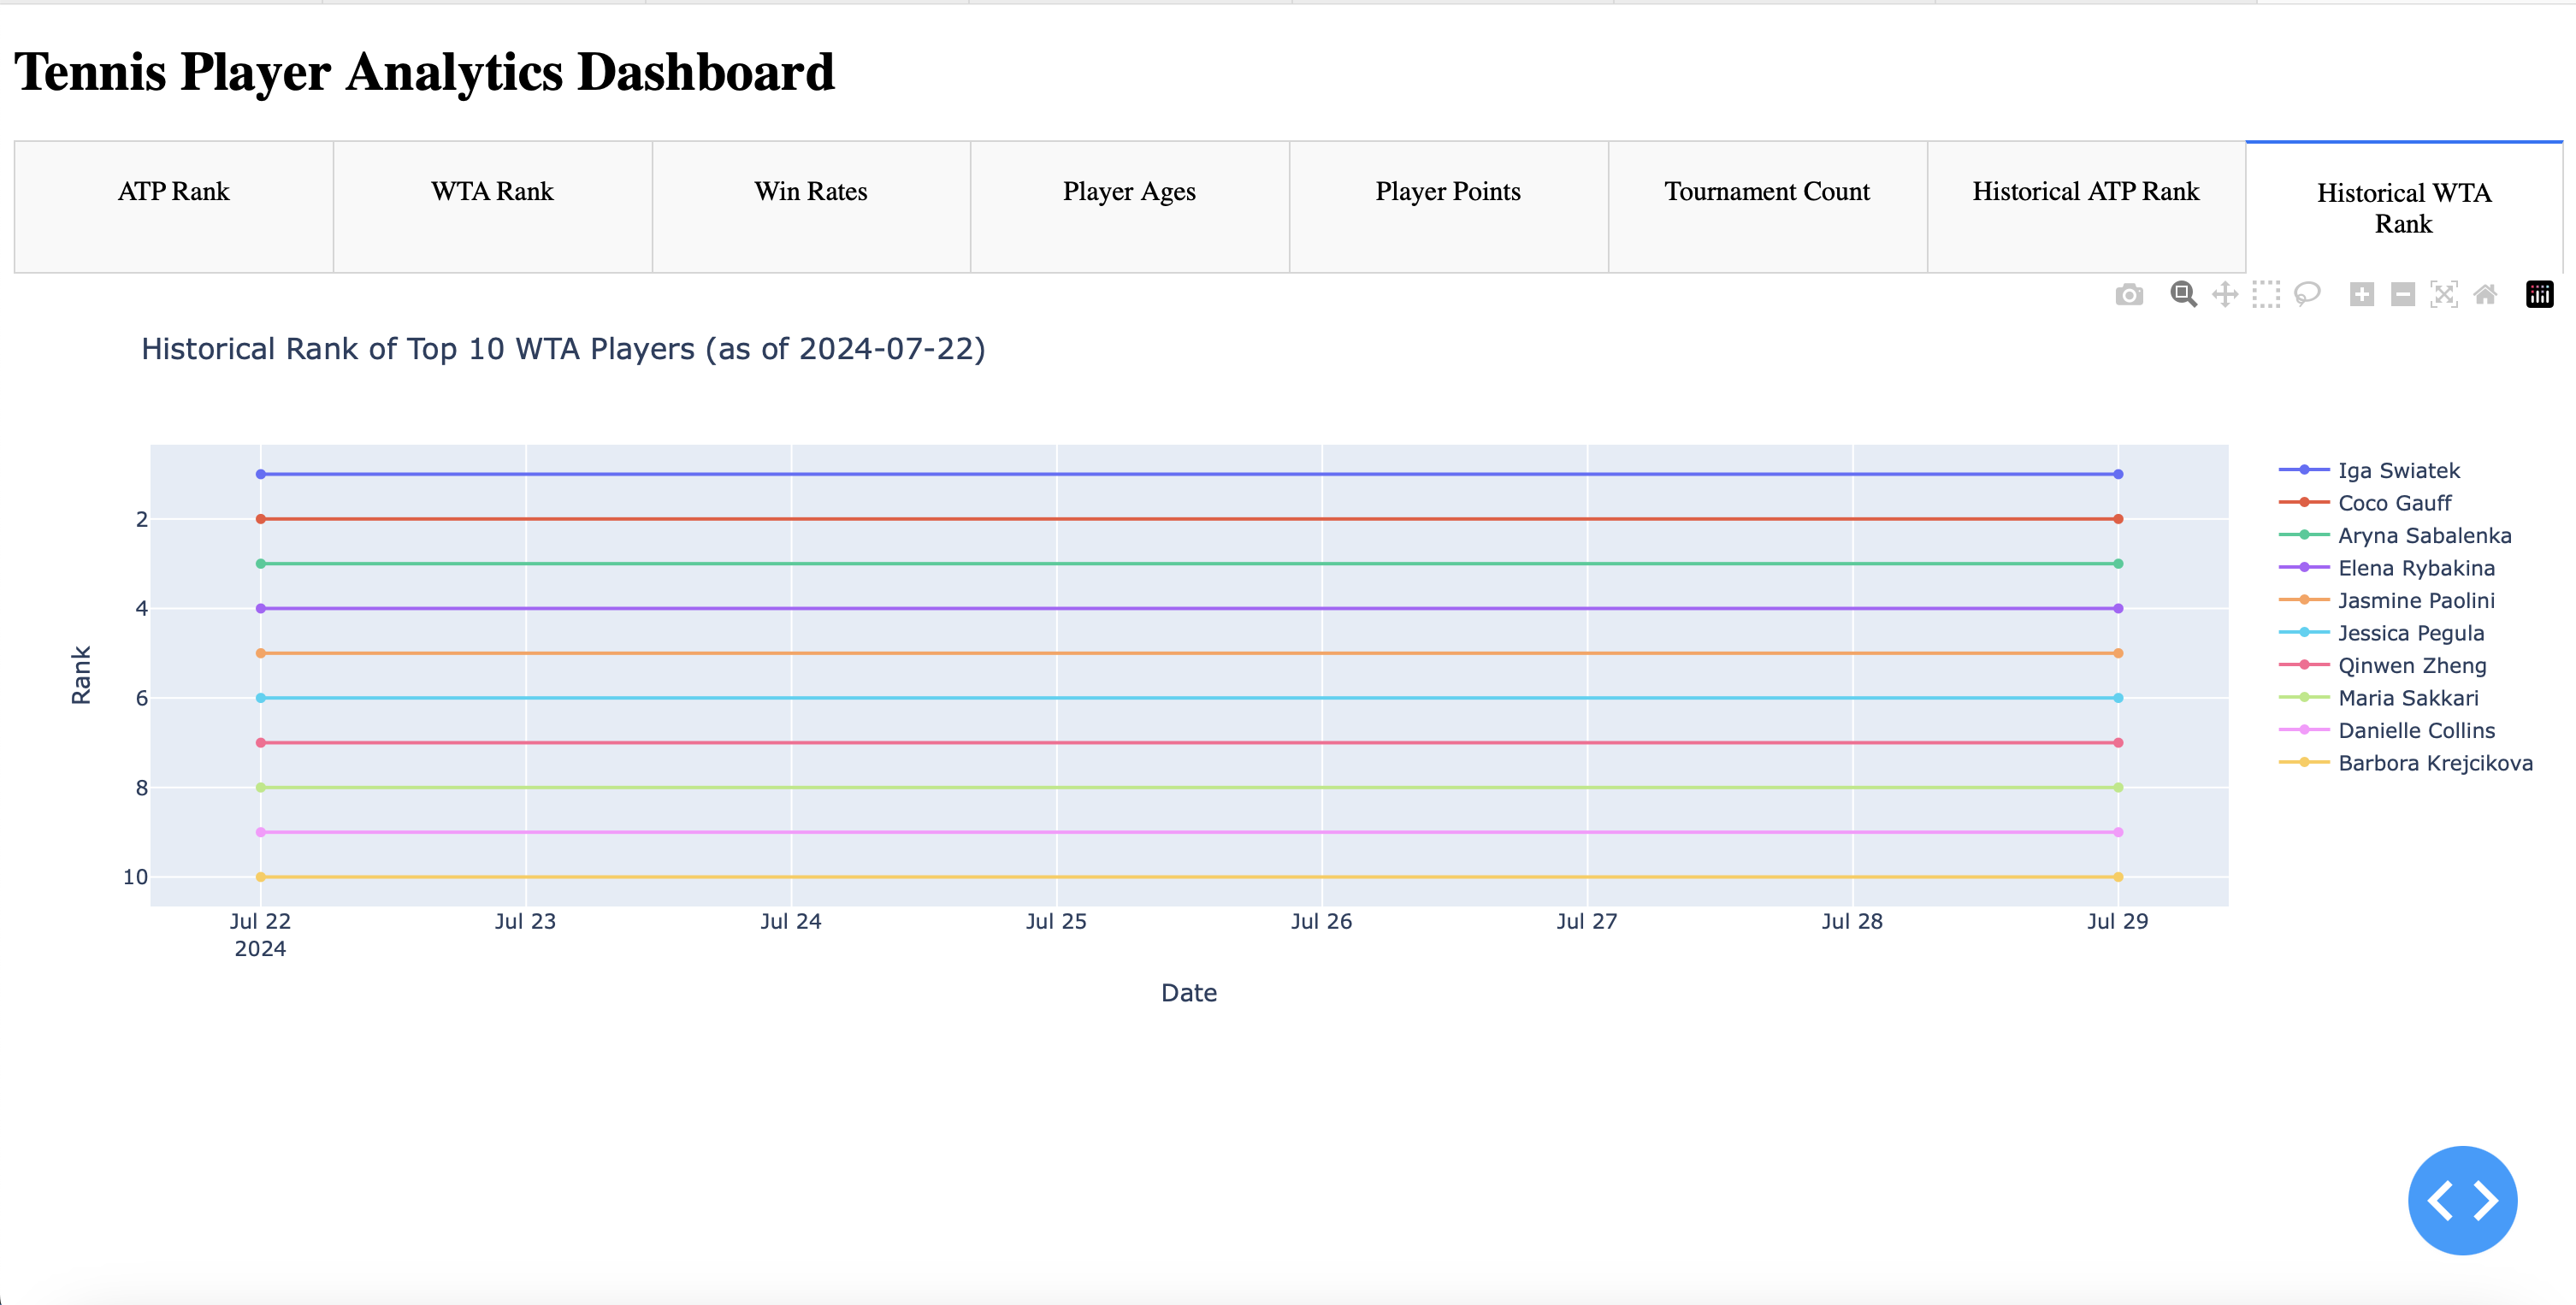 Tennis Player Analytics Dashboard
ATP Rank
WTA Rank
Win Rates
Player Ages
Player Points
Tournament Count
Historical ATP Rank
Historical WTA
Rank
Historical Rank of Top 10 WTA Players (as of 2024-07-22)
Rank
2
4
6
8
10
Jul 22
2024
Jul 23
Jul 24
Jul 25
Jul 26
Jul 27
Jul 28
Jul 29
Date
Iga Swiatek
Coco Gauff
Aryna Sabalenka
Elena Rybakina
Jasmine Paolini
Jessica Pegula
Qinwen Zheng
Maria Sakkari
Danielle Collins
Barbora Krejcikova